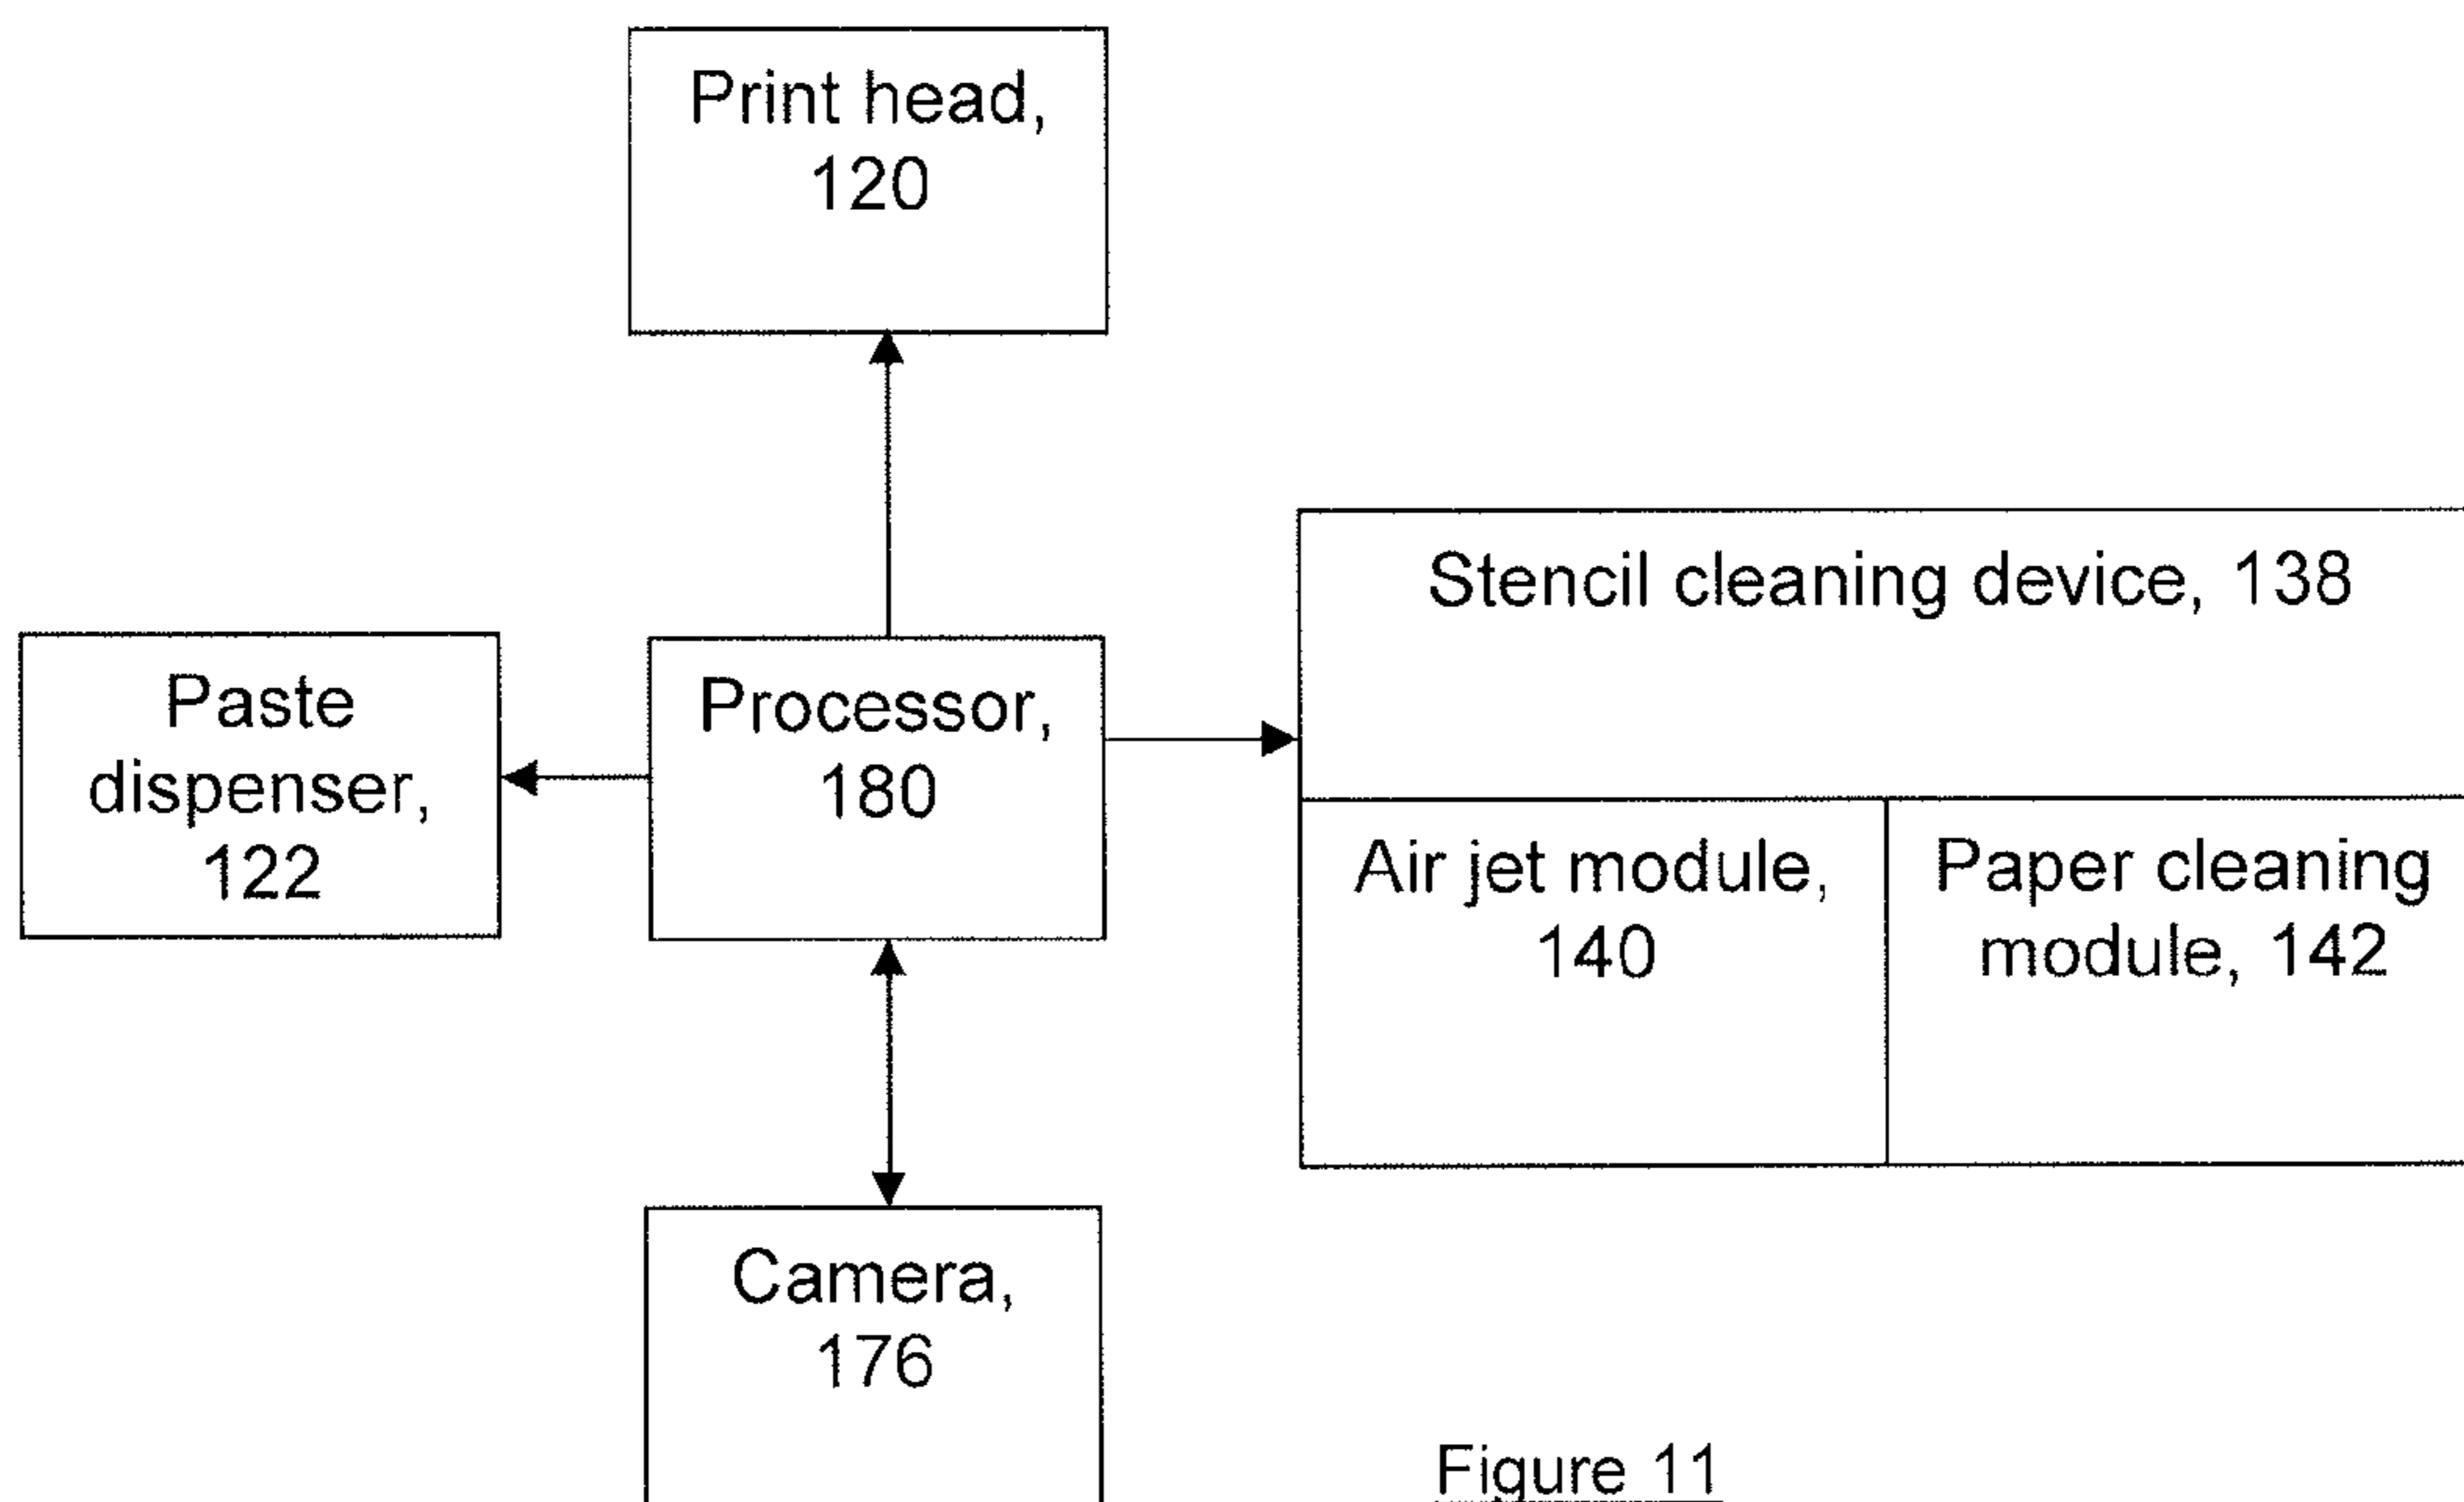 Print head,
120
Stencil cleaning device, 138
Paste
dispenser,
122
Processor,
180
Air jet module,
140
Paper cleaning
module, 142
Camera,
176
Figure 11